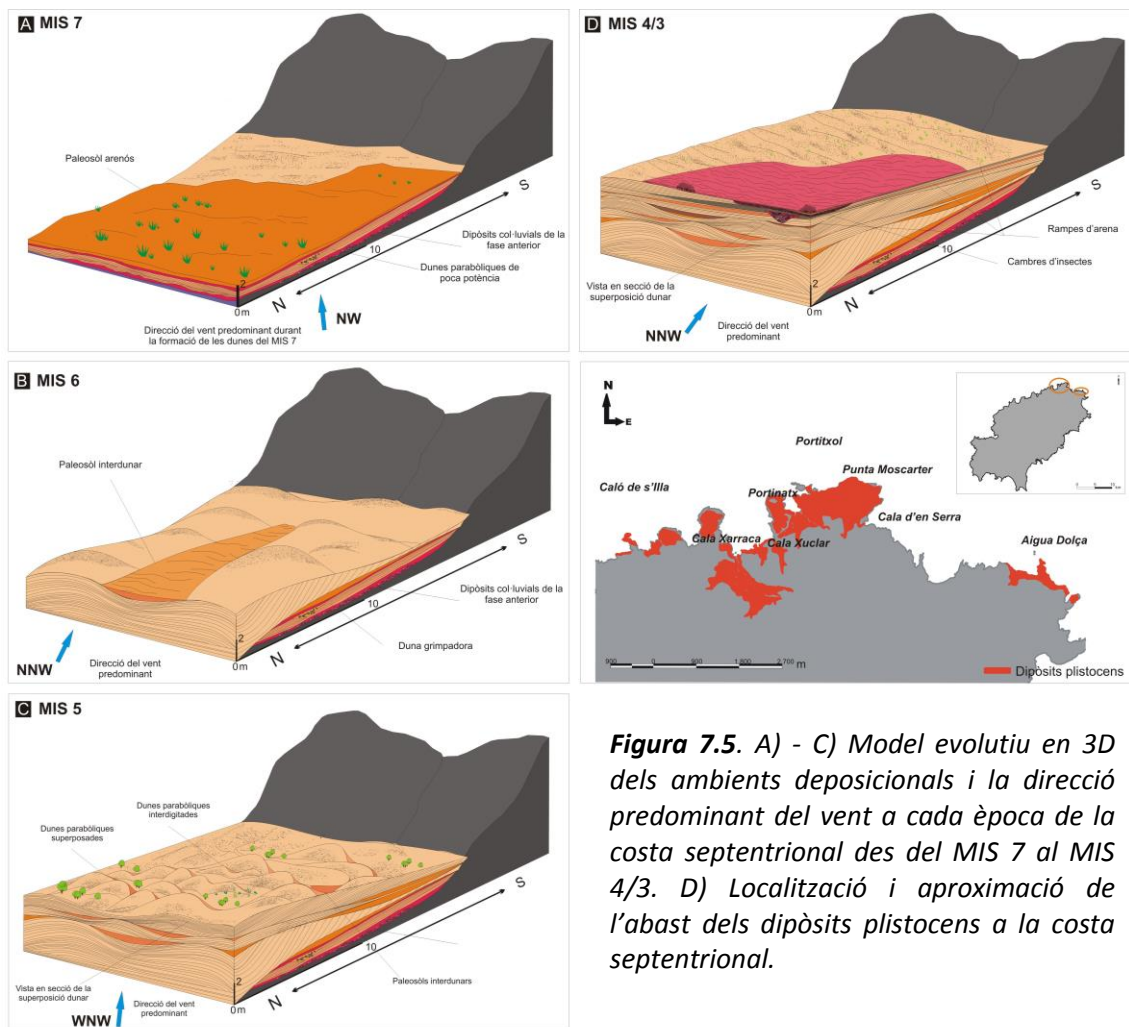 A MIS 7
Paleosòl arenós
S
Dipòsits col·luvials de la
fase anterior
10
Dunes parabòliques de
poca potència
2
N
0m
NW
Direcció del vent predominant durant
la formació de les dunes del MIS 7
B MIS 6
Paleosòl interdunar
S
Dipòsits col·luvials de la
fase anterior
10
Duna grimpadora
2
N
0m
NNW
Direcció del vent
predominant
C MIS 5
Dunes parabòliques
interdigitades
Dunes parabòliques
superposades
S
10
Paleosòls interdunars
2
N
0m
Vista en secció de la
superposició dunar
Direcció del vent
predominant
WNW
D MIS 4/3
S
Rampes d'arena
10
Cambres d'insectes
2
N
0m
Vista en secció de la
superposició dunar
NNW
Direcció del vent
predominant
N
E
Portitxol
Punta Moscarter
Caló de s'Illa
Portinatx
Cala d'en Serra
Cala Xarraca
Cala Xuclar
Aigua Dolça
900 0 900 1.800 2.700 m
Dipòsits plistocens
Figura 7.5. A) - C) Model evolutiu en 3D
dels ambients deposicionals i la direcció
predominant del vent a cada època de la
costa septentrional des del MIS 7 al MIS
4/3. D) Localització i aproximació de
l'abast dels dipòsits plistocens a la costa
septentrional.